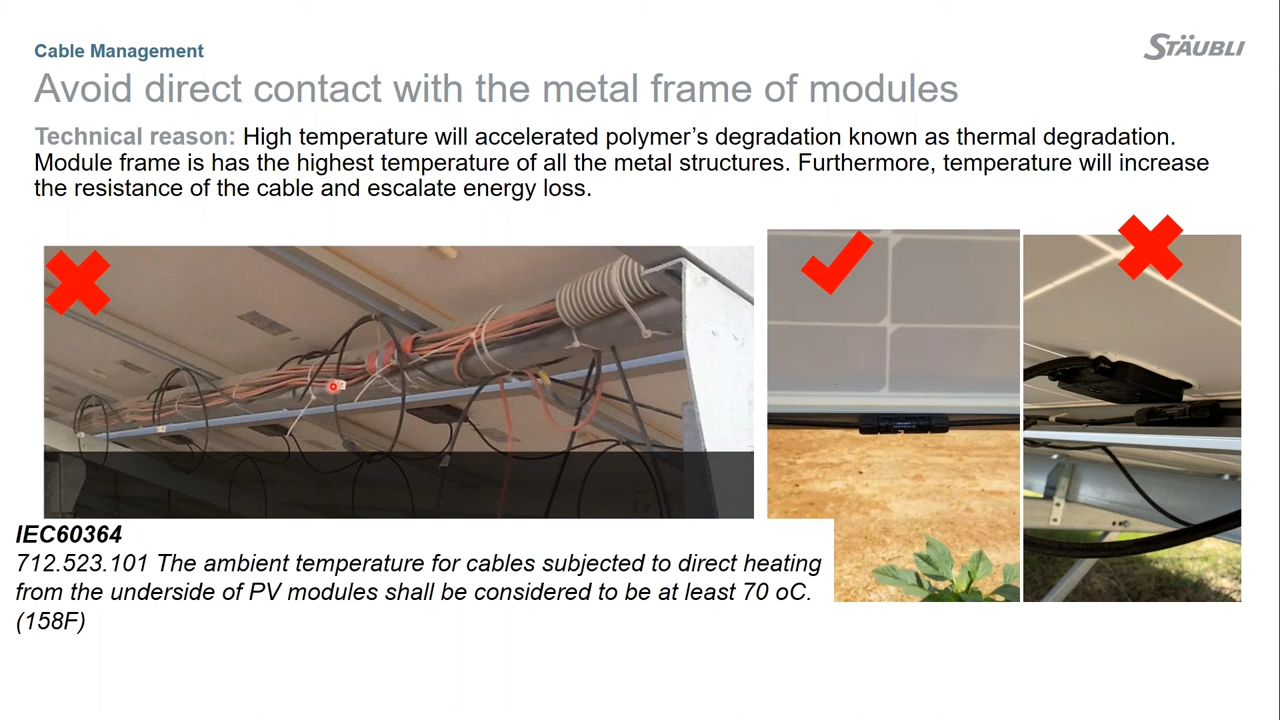 Cable Management
STÄUBLI
Avoid direct contact with the metal frame of modules
Technical reason: High temperature will accelerated polymer’s degradation known as thermal degradation.
Module frame is has the highest temperature of all the metal structures. Furthermore, temperature will increase
the resistance of the cable and escalate energy loss.
IEC60364
712.523.101 The ambient temperature for cables subjected to direct heating
from the underside of PV modules shall be considered to be at least 70 oC.
(158F)